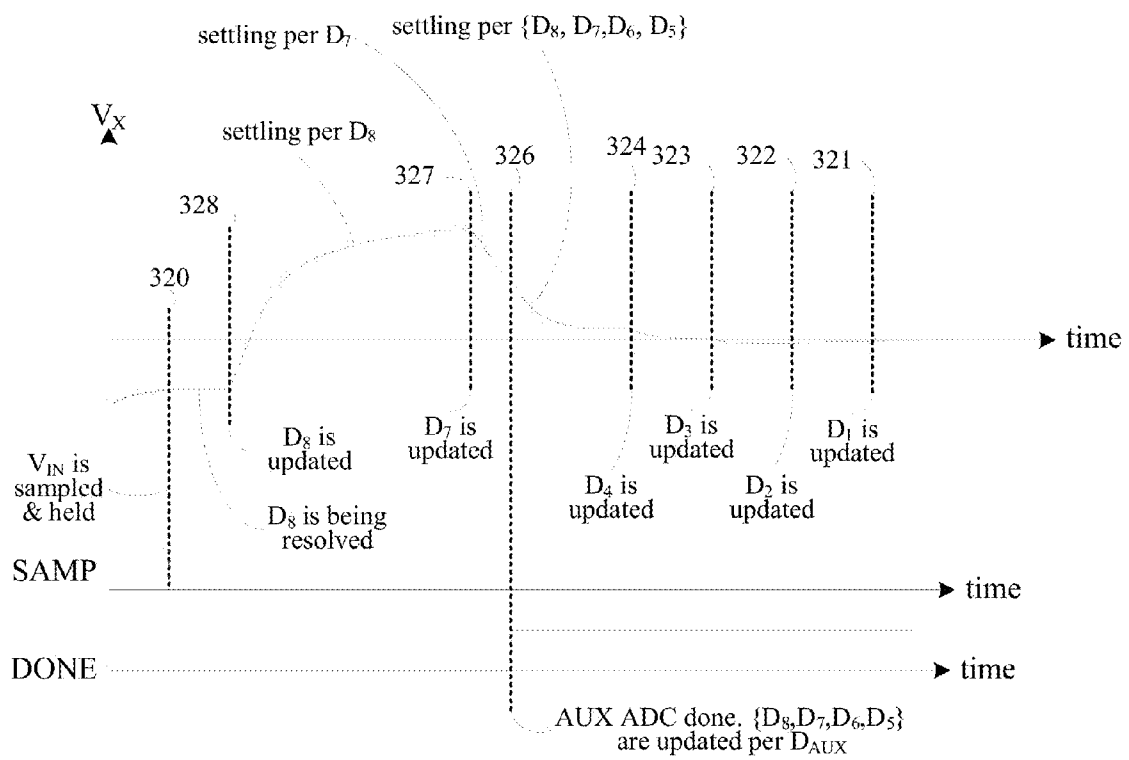 settling per D₇
settling per {D₈, D₇,D₆, D₅}
V_X
settling per D₈
328
327
326
324
323
322
321
320
time
D₈ is
updated
D₇ is
updated
D₃ is
updated
D₁ is
updated
V_IN is
sampled
& held
D₈ is being
resolved
D₄ is
updated
D₂ is
updated
SAMP
time
DONE
time
AUX ADC done. {D₈,D₇,D₆,D₅}
are updated per D_AUX